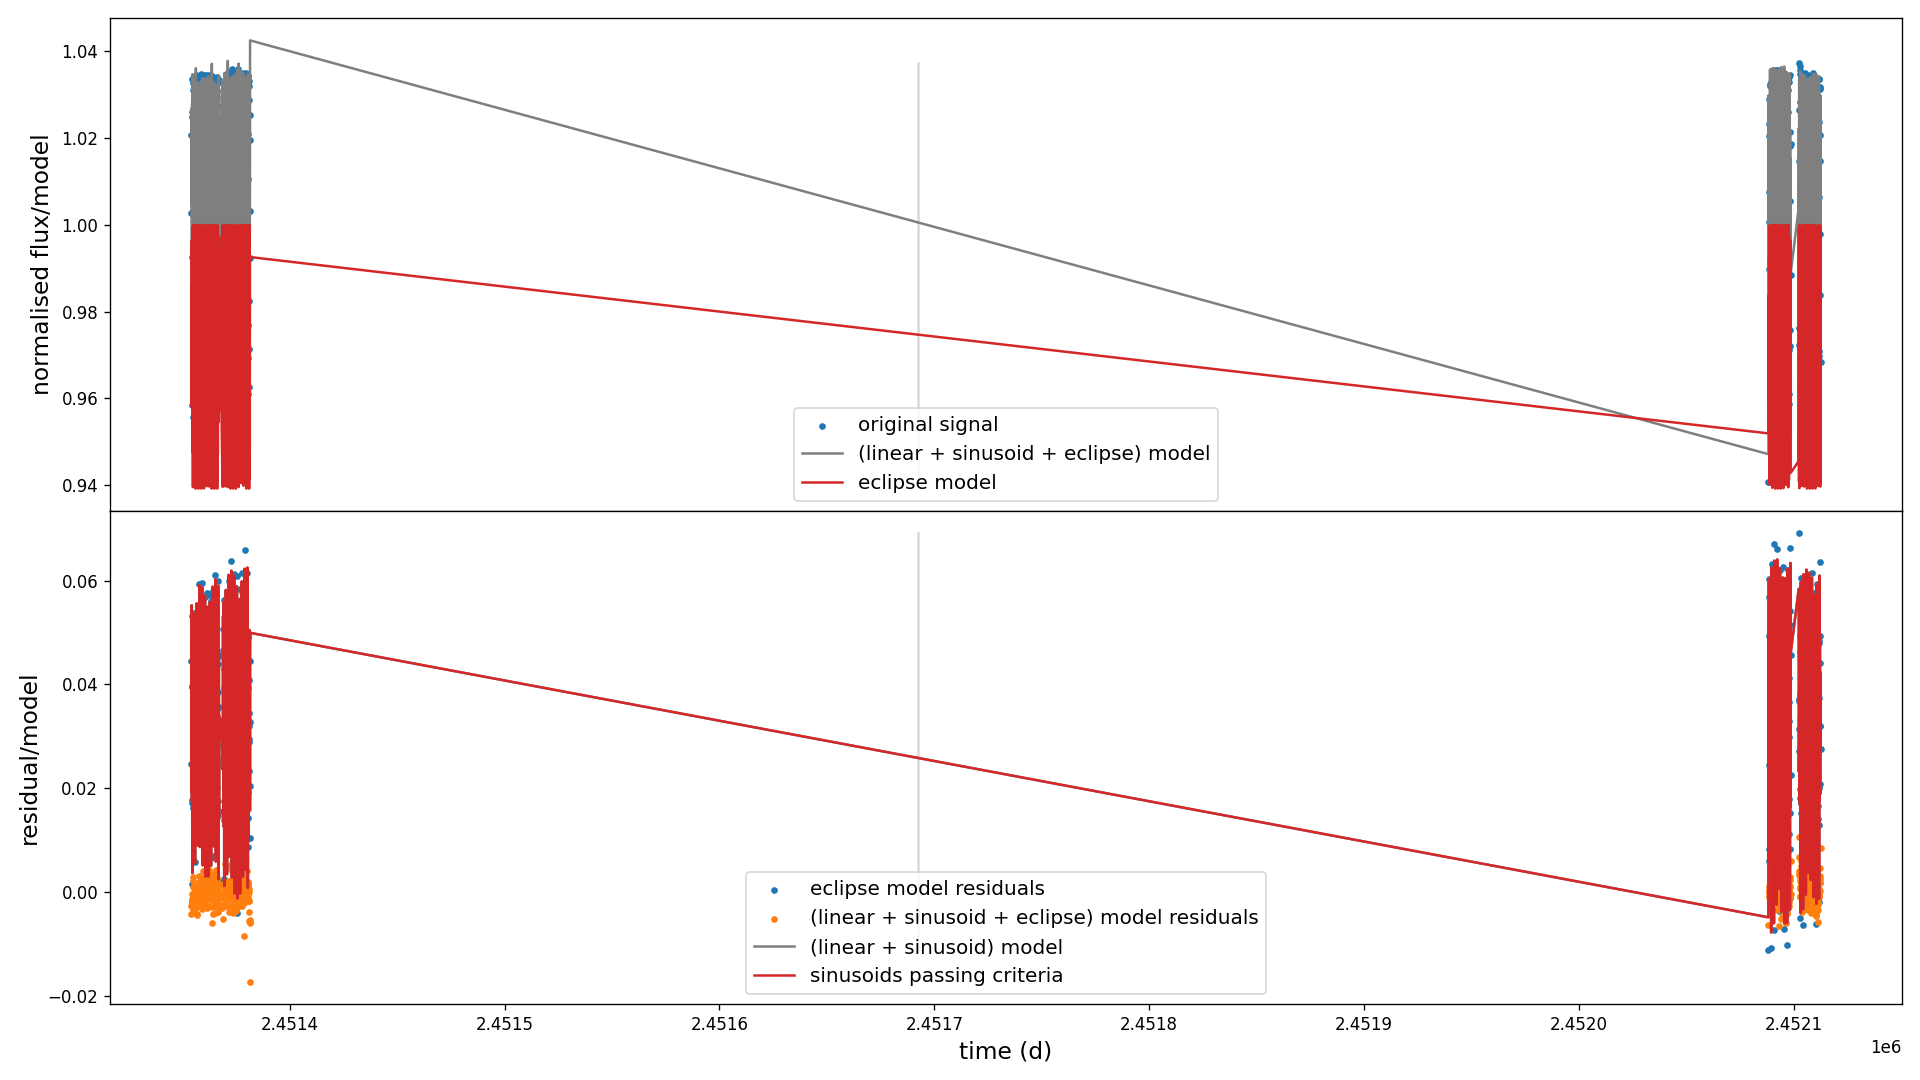 normalised flux/model
1.04
1.02
1.00
0.98
0.96
0.94
original signal
(linear + sinusoid + eclipse) model
eclipse model
residual/model
0.06
0.04
0.02
0.00
−0.02
eclipse model residuals
(linear + sinusoid + eclipse) model residuals
(linear + sinusoid) model
sinusoids passing criteria
2.4514 2.4515 2.4516 2.4517 2.4518 2.4519 2.4520 2.4521
time (d)
1e6